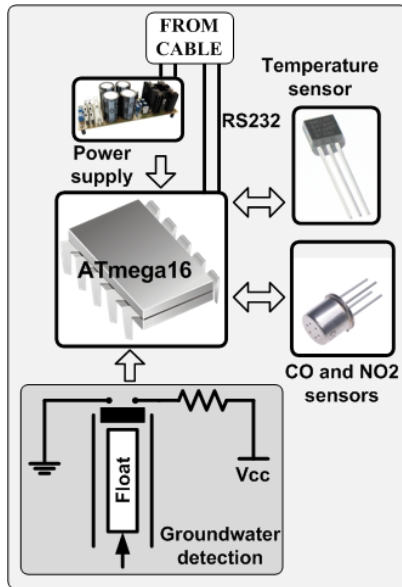 FROM
CABLE
Temperature
sensor
RS232
Power
supply
ATmega16
CO and NO2
sensors
Float
Vcc
Groundwater
detection